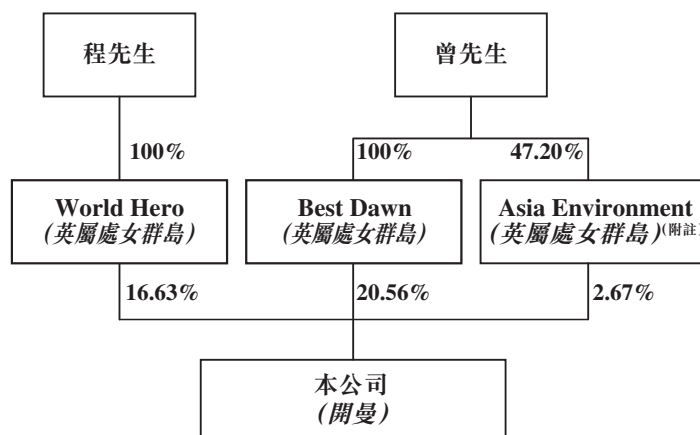 程先生
曾先生
100%
100%
47.20%
World Hero
(英屬處女群島)
Best Dawn
(英屬處女群島)
Asia Environment
(英屬處女群島)(附註)
16.63%
20.56%
2.67%
本公司
(開曼)